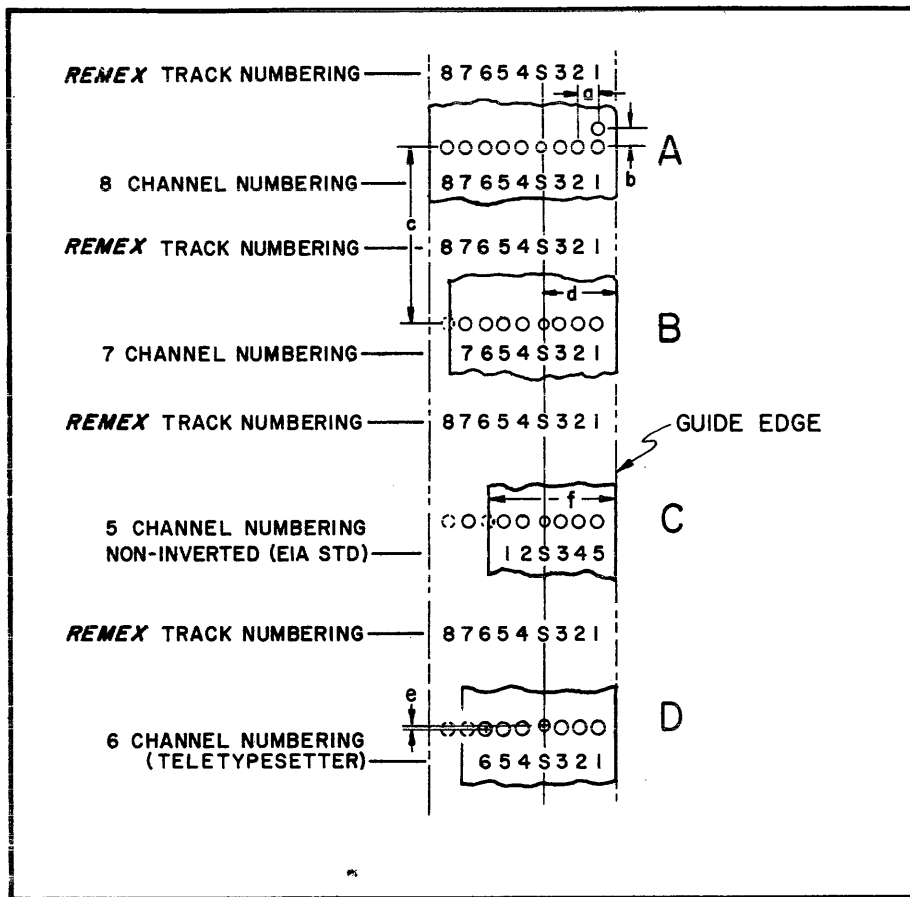 REMEX TRACK NUMBERING 8 7 6 5 4 S 3 2 1
a
A
b
8 CHANNEL NUMBERING 8 7 6 5 4 S 3 2 1
c
REMEX TRACK NUMBERING 8 7 6 5 4 S 3 2 1
d
B
7 CHANNEL NUMBERING 7 6 5 4 S 3 2 1
REMEX TRACK NUMBERING 8 7 6 5 4 S 3 2 1
GUIDE EDGE
f
C
5 CHANNEL NUMBERING
NON-INVERTED (EIA STD) 1 2 S 3 4 5
REMEX TRACK NUMBERING 8 7 6 5 4 S 3 2 1
e
D
6 CHANNEL NUMBERING
(TELETYPESETTER) 6 5 4 S 3 2 1